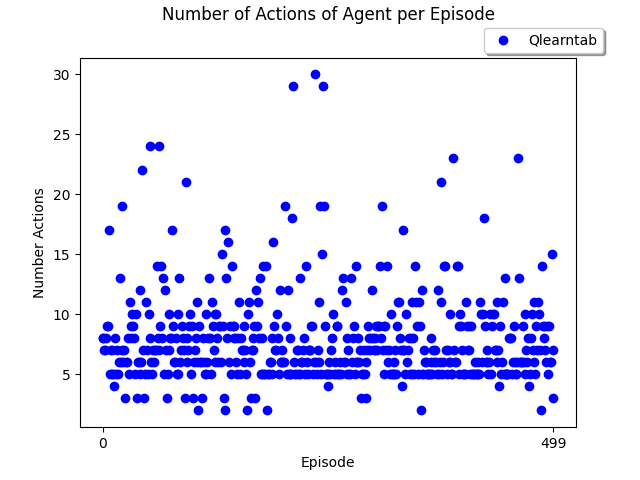 Number of Actions of Agent per Episode
Qlearntab
30
25
20
15
10
5
Number Actions
0 499
Episode